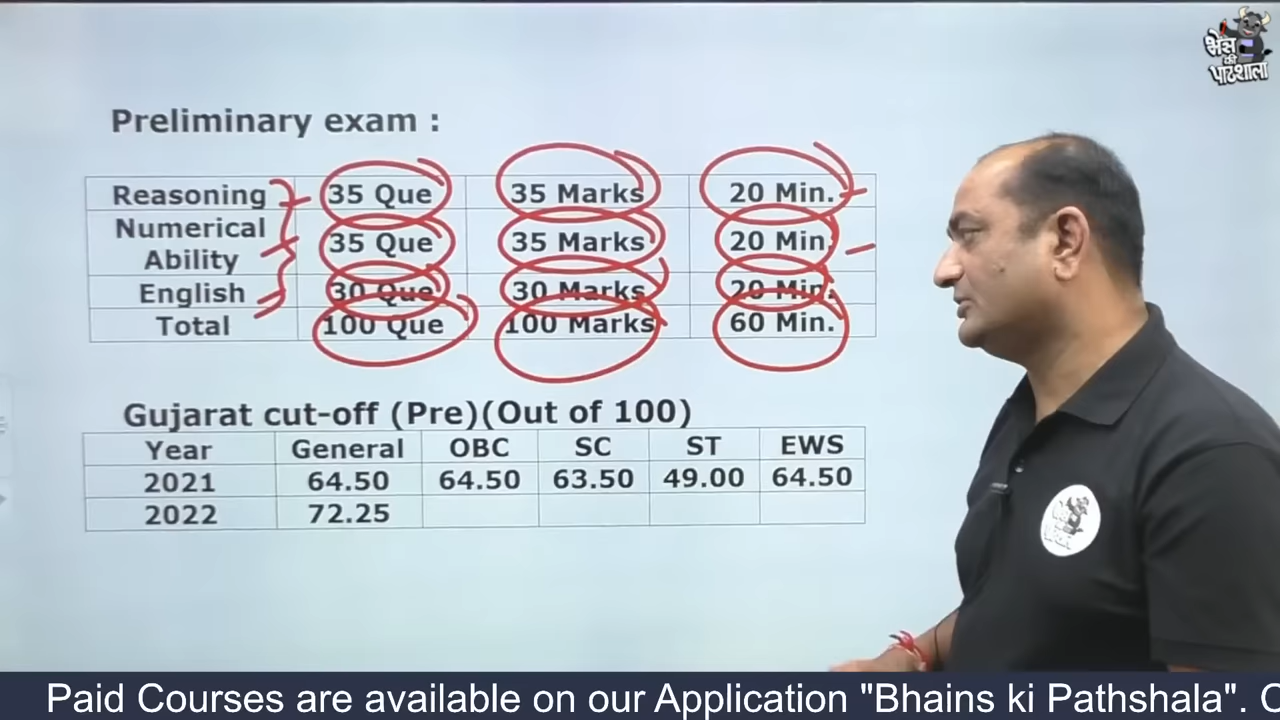 भैंस
की
पाठशाला
Preliminary exam :
Reasoning 35 Que 35 Marks 20 Min.
Numerical Ability 35 Que 35 Marks 20 Min.
English 30 Que 30 Marks 20 Min.
Total 100 Que 100 Marks 60 Min.
Gujarat cut-off (Pre)(Out of 100)
Year General OBC SC ST EWS
2021 64.50 64.50 63.50 49.00 64.50
2022 72.25
Paid Courses are available on our Application "Bhains ki Pathshala". C